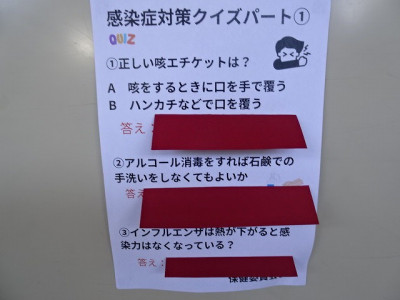 感染症対策クイズパート①
QUIZ
①正しい咳エチケットは？
A　咳をするときに口を手で覆う
B　ハンカチなどで口を覆う
答え：
②アルコール消毒をすれば石鹸での
手洗いをしなくてもよいか
答え
③インフルエンザは熱が下がると感
染力はなくなっている？
答え：
保健委員会